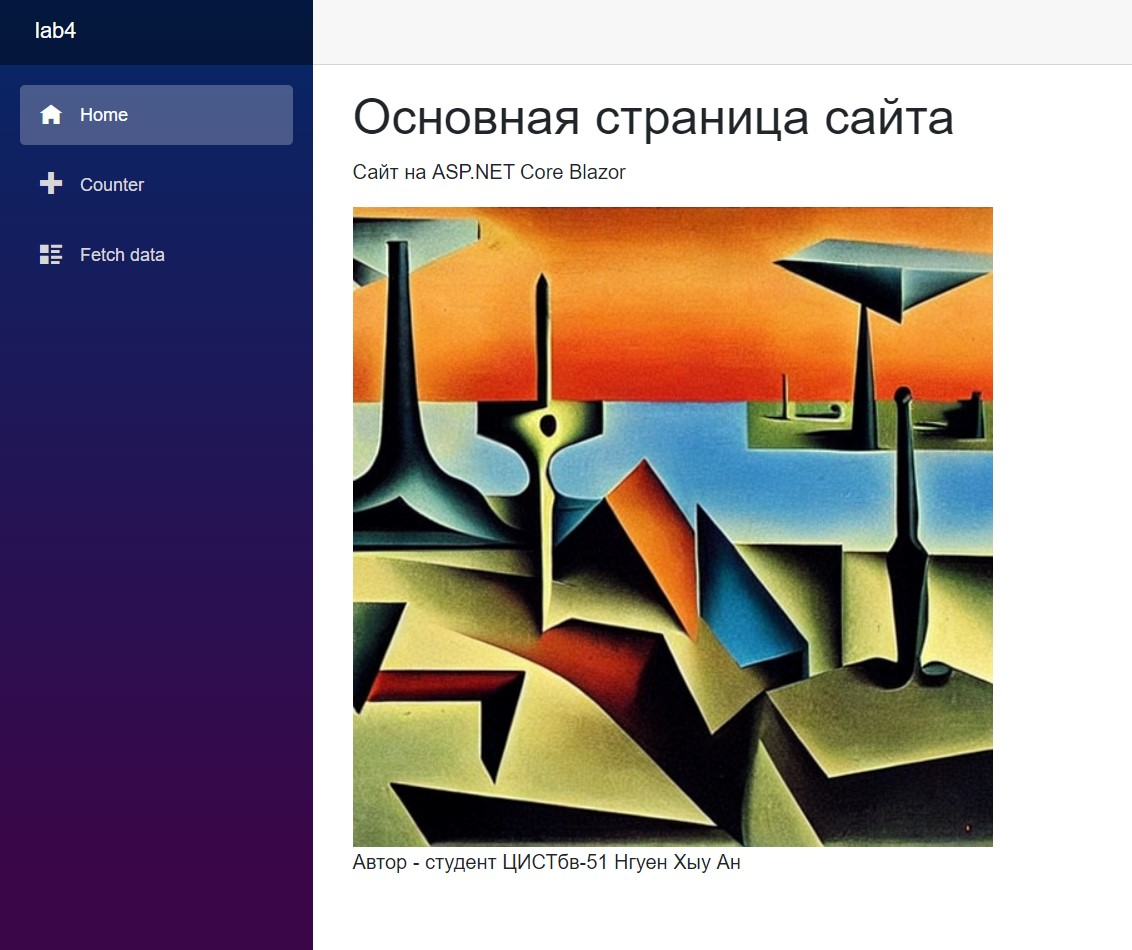 lab4
Home
Counter
Fetch data
Основная страница сайта
Сайт на ASP.NET Core Blazor
Автор - студент ЦИСТбв-51 Нгуен Хыу Ан